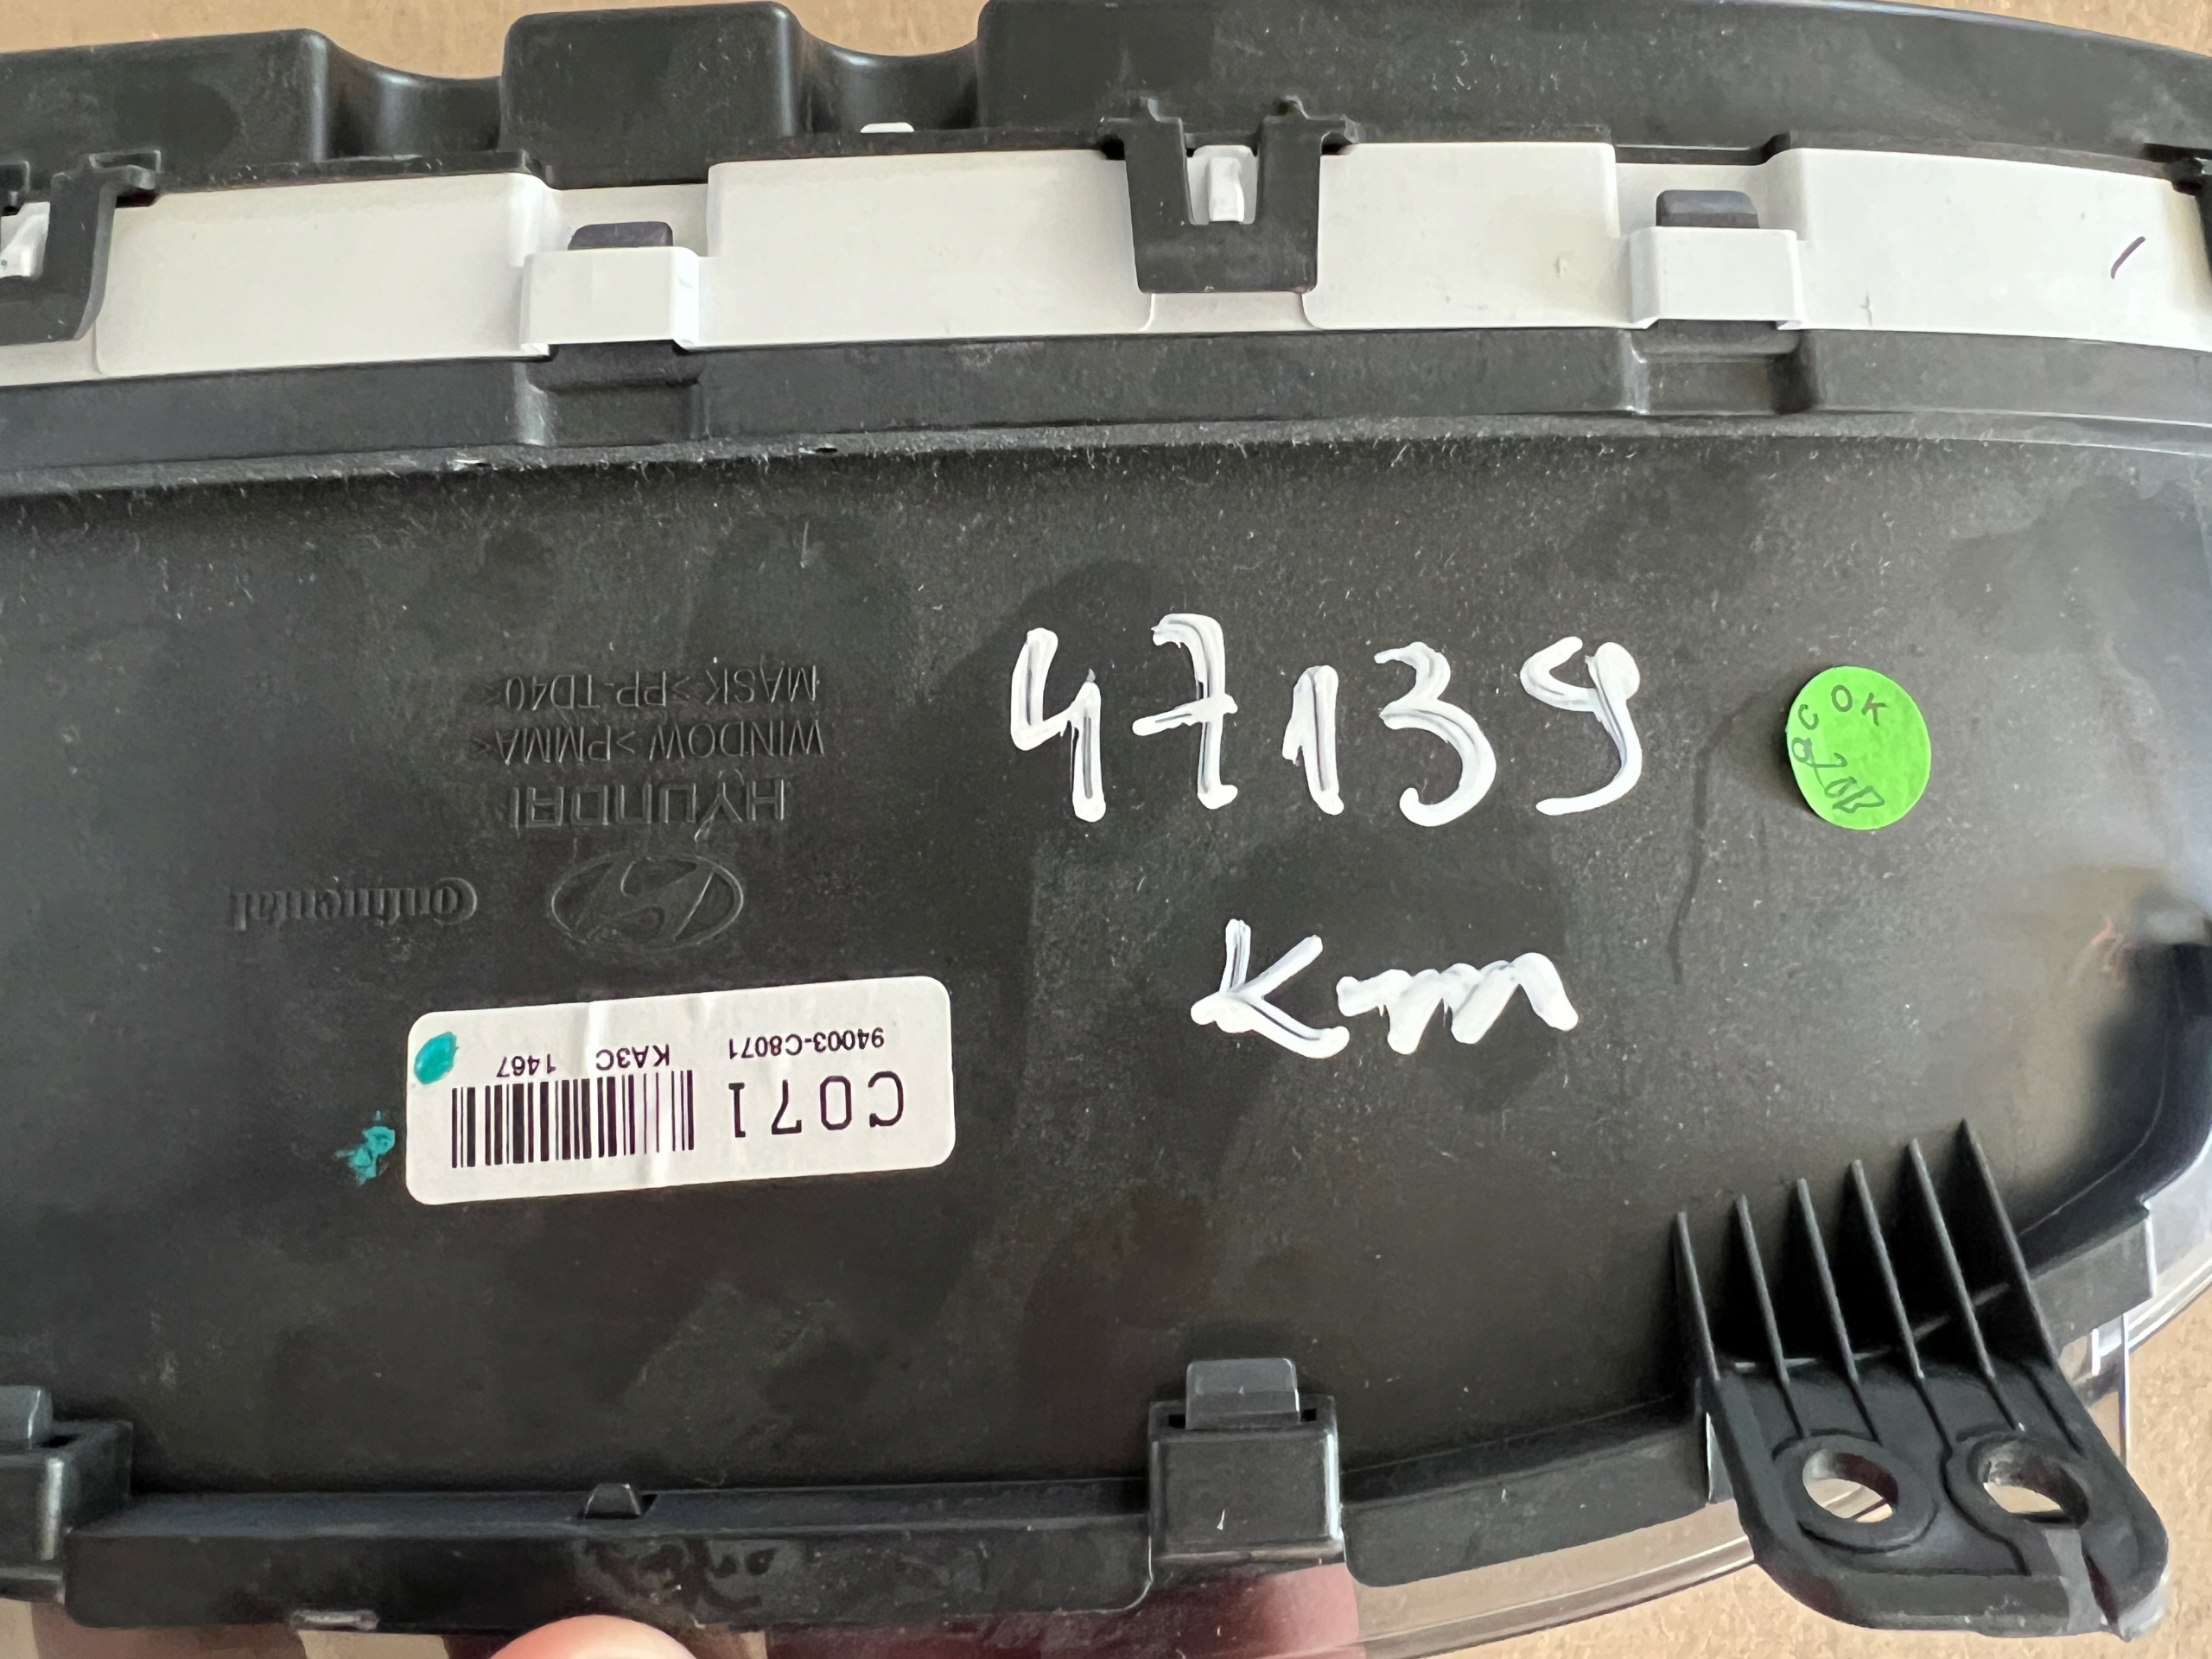 47139
Km
OK
C
94003-C8071
KA3C 1467
C071
Continental
HYUNDAI
WINDOW >PMMA<
MASK >PP-TD40<